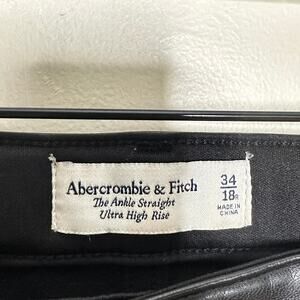 Abercrombie & Fitch
The Ankle Straight
Ultra High Rise
34
18R
MADE IN
CHINA